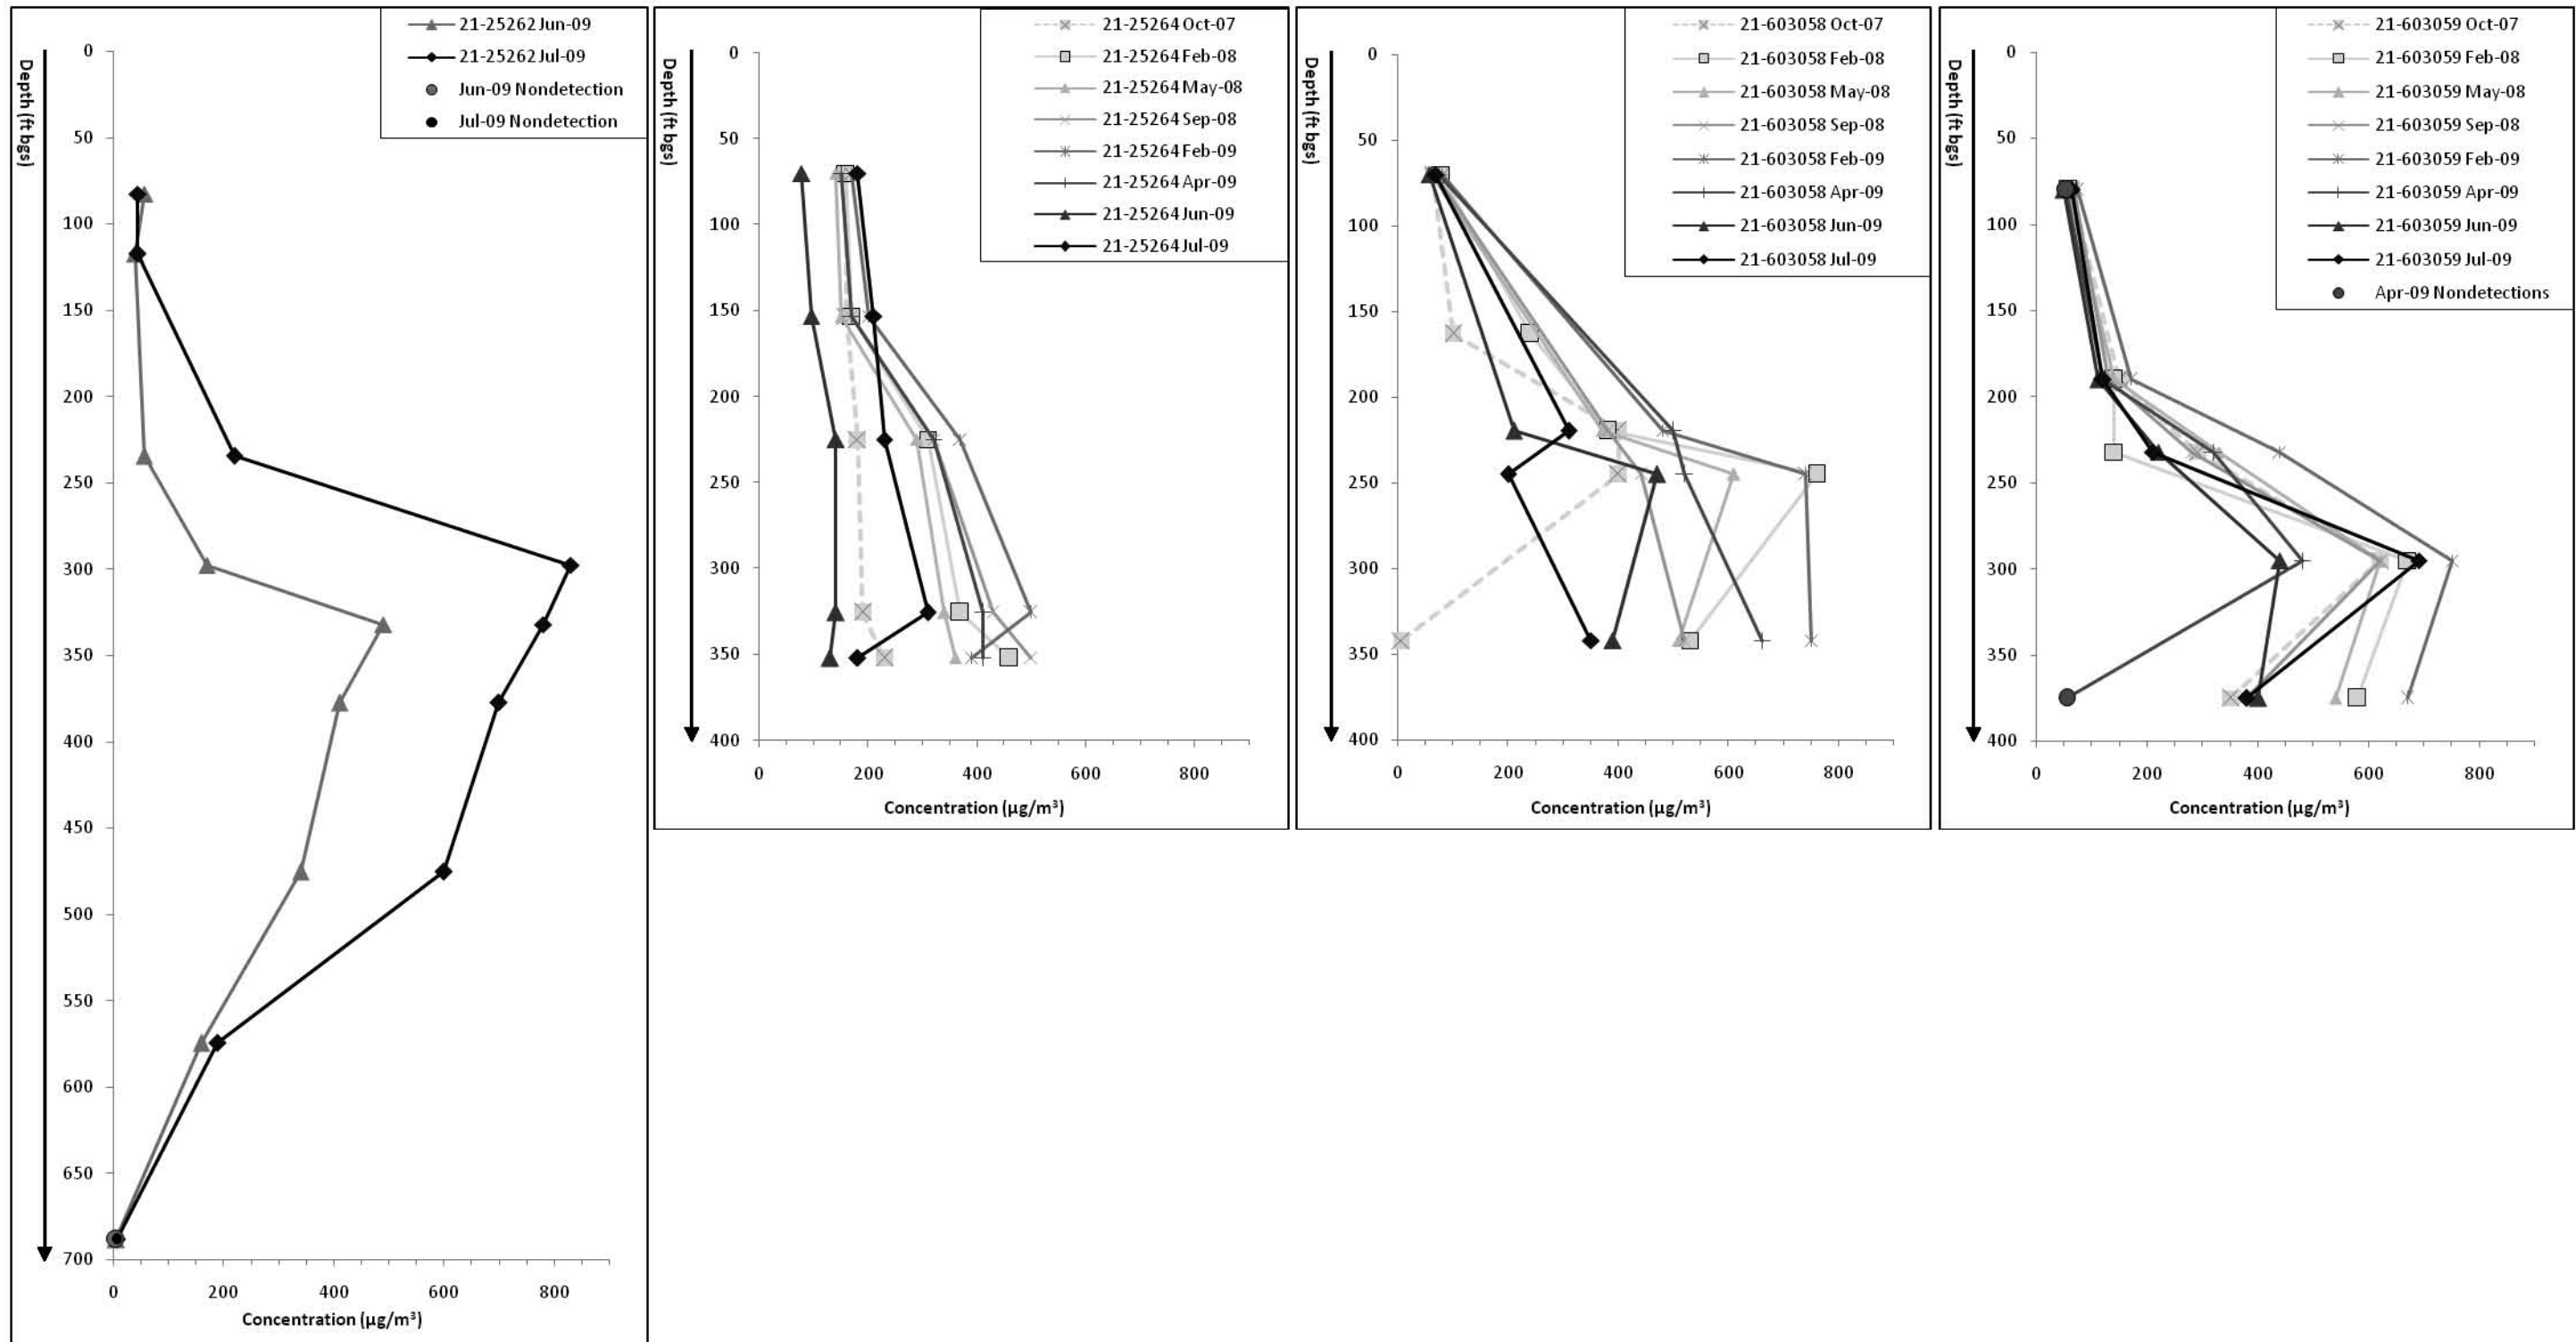 21-25262 Jun-09
21-25262 Jul-09
Jun-09 Nondetection
Jul-09 Nondetection
Depth (ft bgs)
0
50
100
150
200
250
300
350
400
450
500
550
600
650
700
0 200 400 600 800
Concentration (µg/m³)
21-25264 Oct-07
21-25264 Feb-08
21-25264 May-08
21-25264 Sep-08
21-25264 Feb-09
21-25264 Apr-09
21-25264 Jun-09
21-25264 Jul-09
Depth (ft bgs)
0
50
100
150
200
250
300
350
400
0 200 400 600 800
Concentration (µg/m³)
21-603058 Oct-07
21-603058 Feb-08
21-603058 May-08
21-603058 Sep-08
21-603058 Feb-09
21-603058 Apr-09
21-603058 Jun-09
21-603058 Jul-09
Depth (ft bgs)
0
50
100
150
200
250
300
350
400
0 200 400 600 800
Concentration (µg/m³)
21-603059 Oct-07
21-603059 Feb-08
21-603059 May-08
21-603059 Sep-08
21-603059 Feb-09
21-603059 Apr-09
21-603059 Jun-09
21-603059 Jul-09
Apr-09 Nondetections
Depth (ft bgs)
0
50
100
150
200
250
300
350
400
0 200 400 600 800
Concentration (µg/m³)